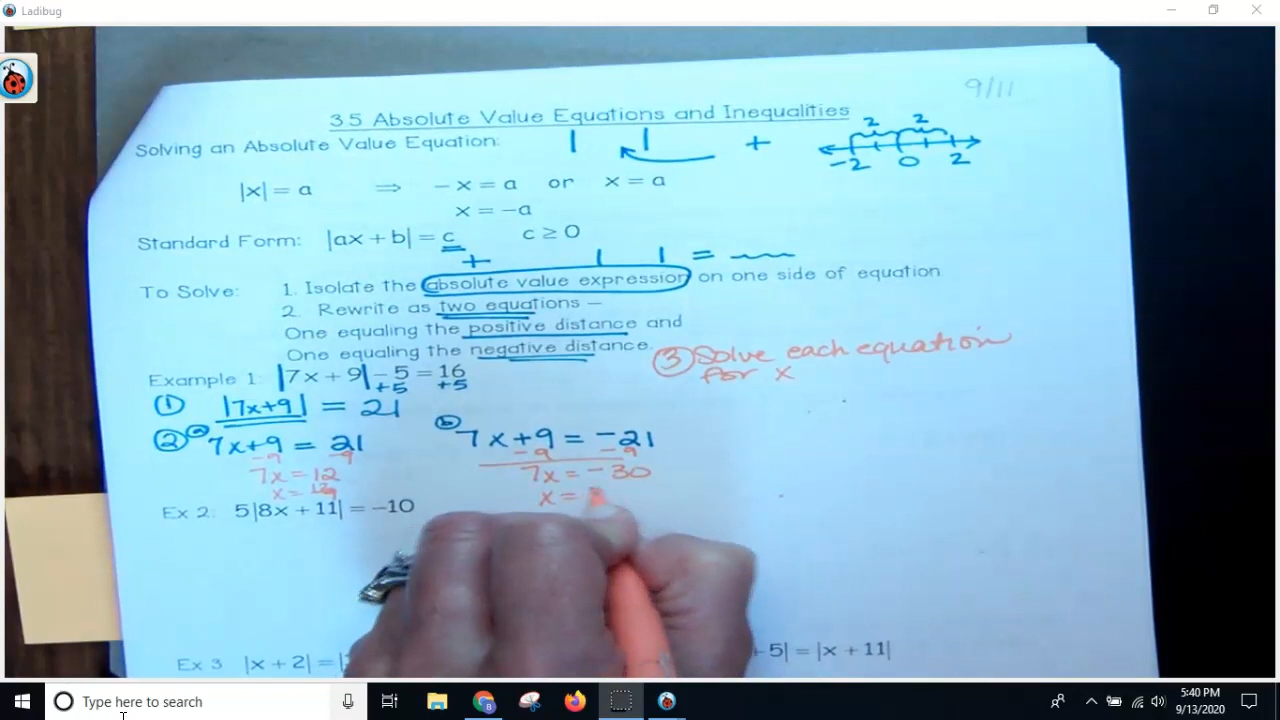 Ladibug
9/11
3.5 Absolute Value Equations and Inequalities
Solving an Absolute Value Equation: | | +
2 2
-2 0 2
|x| = a ⇒ -x = a or x = a
x = -a
Standard Form: |ax + b| = c c ≥ 0
+ | | =
To Solve: 1. Isolate the absolute value expression on one side of equation
2. Rewrite as two equations –
One equaling the positive distance and
One equaling the negative distance.
③ Solve each equation
for x
Example 1: |7x + 9| - 5 = 16
+5 +5
① |7x+9| = 21
② ⓐ 7x+9 = 21 ⓑ 7x+9 = -21
-9 -9 -9 -9
7x = 12 7x = -30
x = x =
Ex 2: 5|8x + 11| = -10
Ex 3 |x + 2| = | + 5| = |x + 11|
Type here to search
5:40 PM
9/13/2020